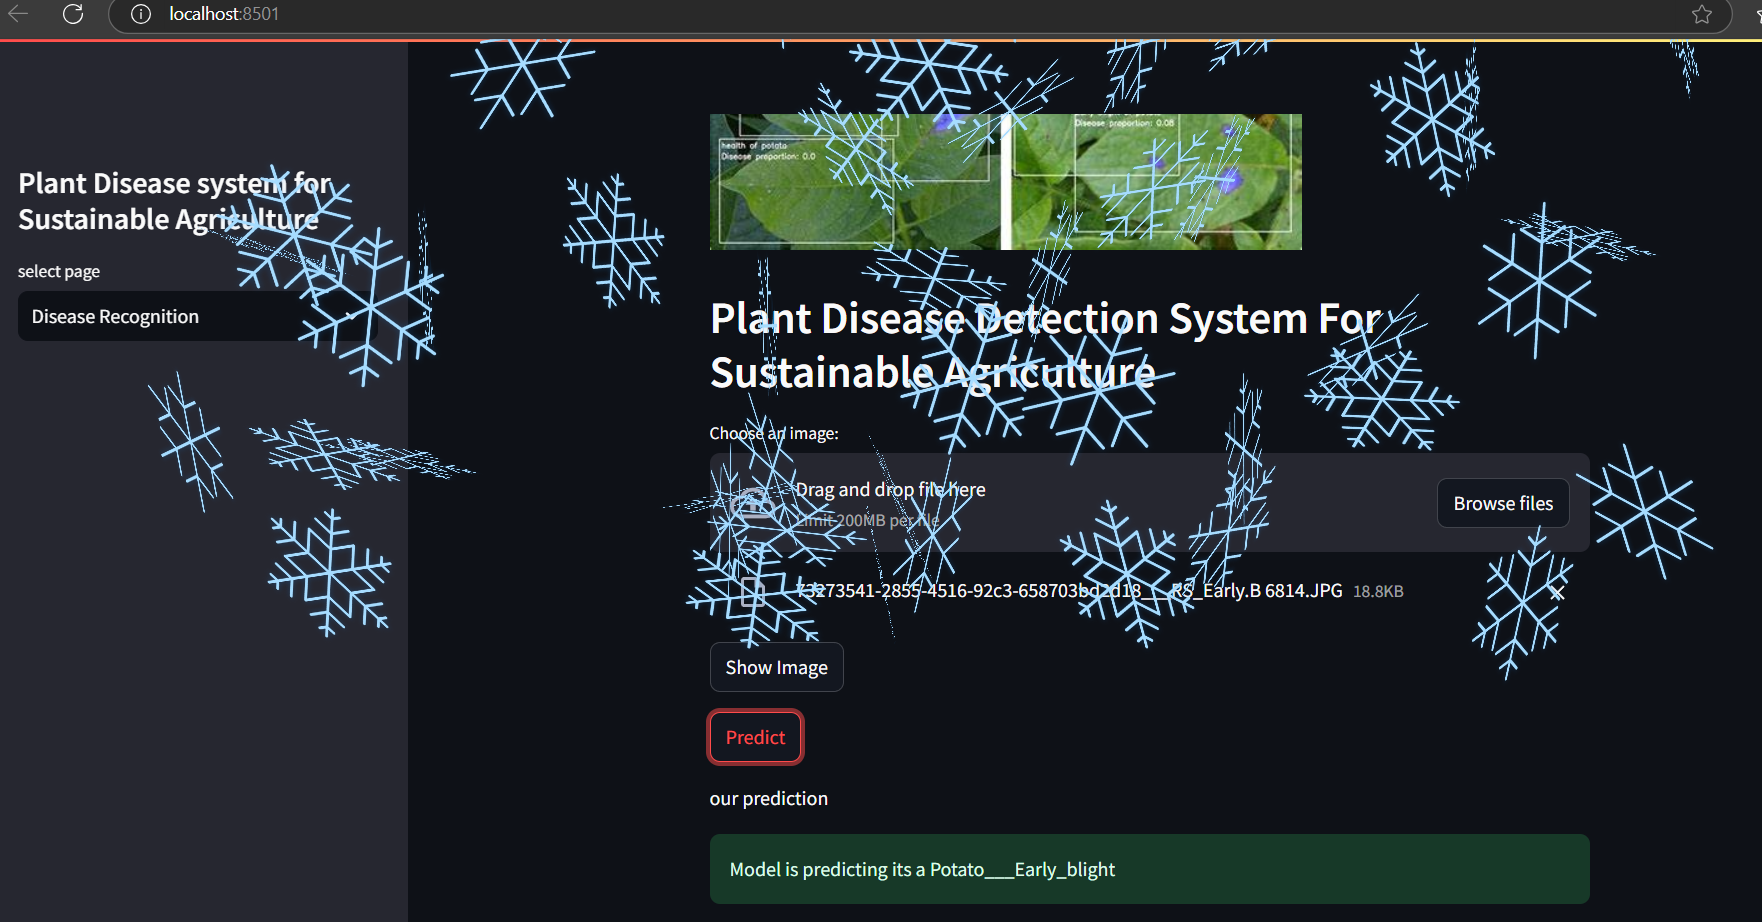 localhost:8501
health of potato
Disease proportion: 0.0
Disease proportion: 0.08
Plant Disease system for
Sustainable Agriculture
select page
Disease Recognition
Plant Disease Detection System For
Sustainable Agriculture
Choose an image:
Drag and drop file here
Limit 200MB per file
Browse files
73273541-2855-4516-92c3-658703bd2d18___RS_Early.B 6814.JPG 18.8KB
Show Image
Predict
our prediction
Model is predicting its a Potato___Early_blight